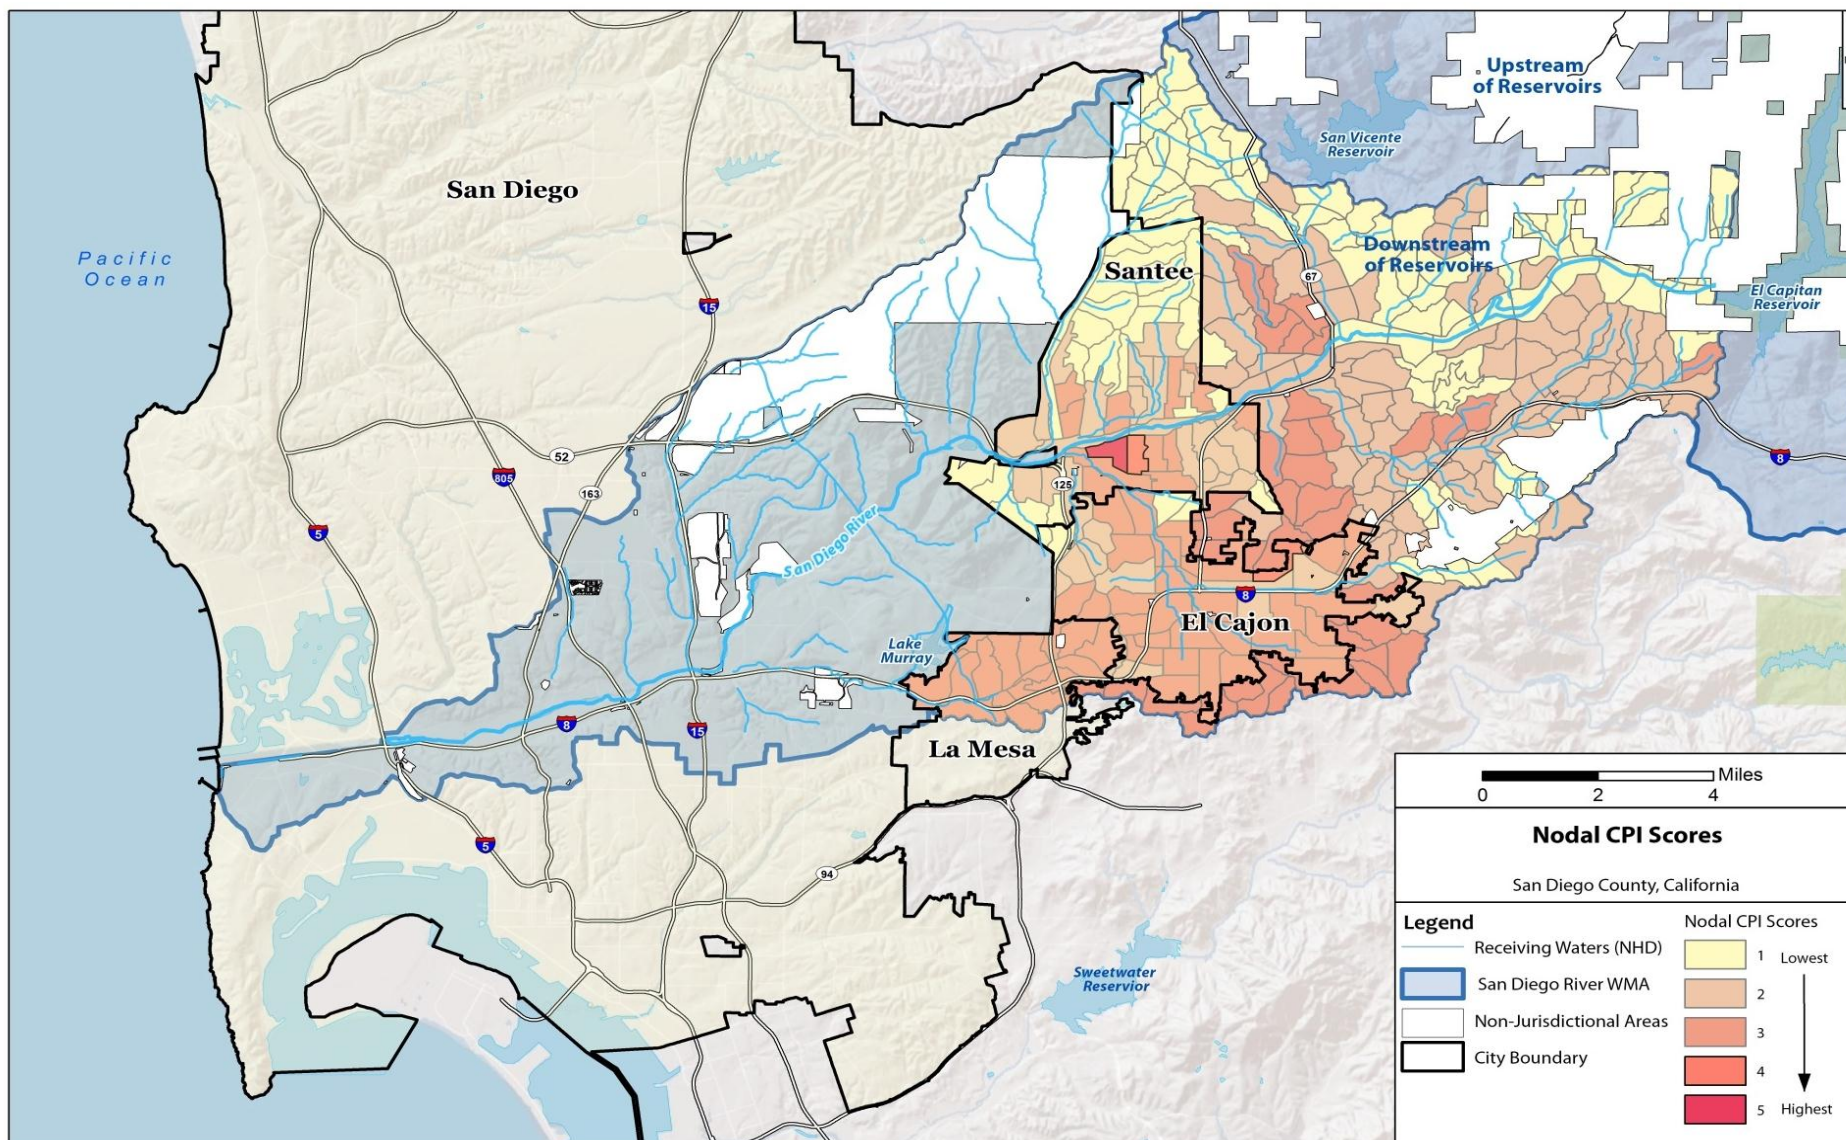 Upstream
of Reservoirs
San Vicente
Reservoir
San Diego
Pacific
Ocean
Downstream
of Reservoirs
Santee
67
El Capitan
Reservoir
15
52
805
163
125
8
5
San Diego River
8
El Cajon
Lake
Murray
8
15
La Mesa
5
94
Sweetwater
Reservior
Miles
0 2 4
Nodal CPI Scores
San Diego County, California
Legend
Receiving Waters (NHD)
San Diego River WMA
Non-Jurisdictional Areas
City Boundary
Nodal CPI Scores
1 Lowest
2
3
4
5 Highest